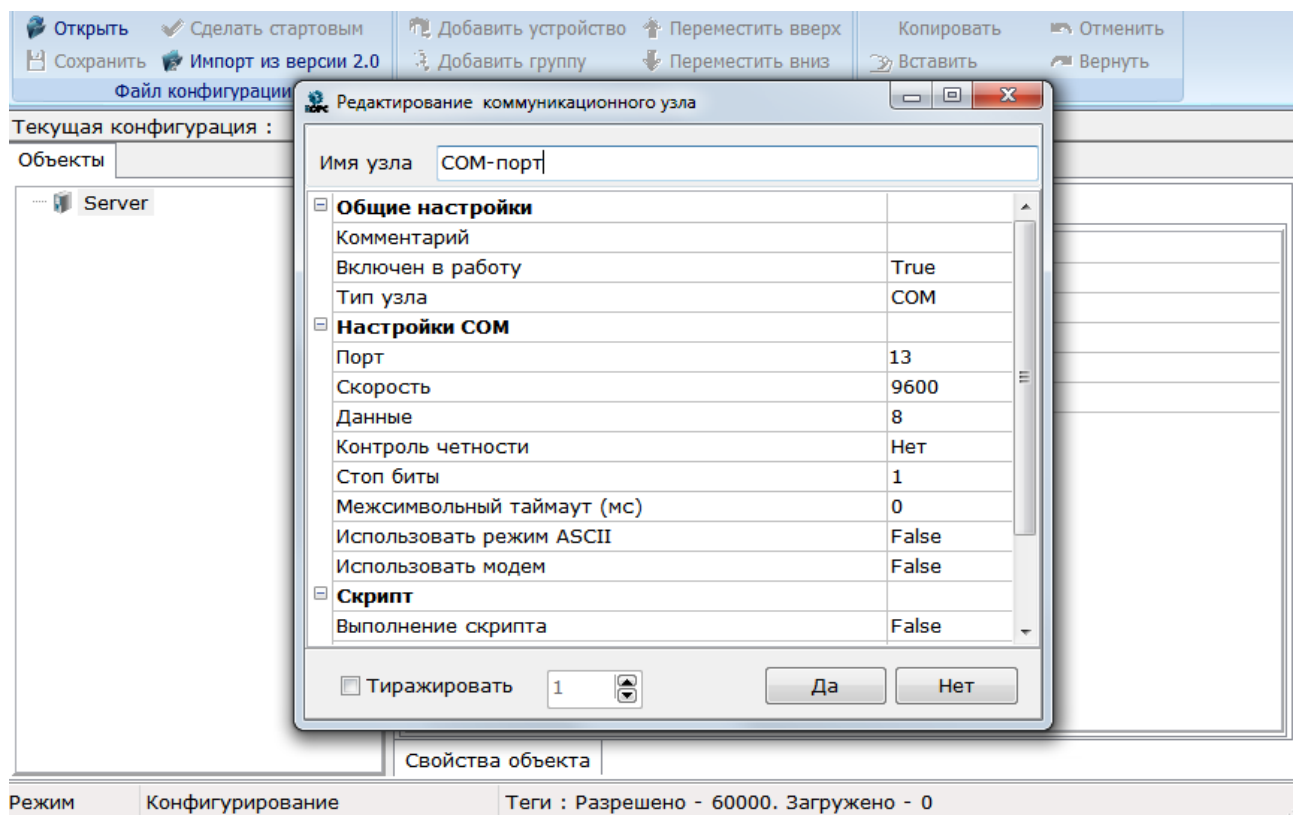 Открыть Сделать стартовым Добавить устройство Переместить вверх Копировать Отменить
Сохранить Импорт из версии 2.0 Добавить группу Переместить вниз Вставить Вернуть
Файл конфигурации
Редактирование коммуникационного узла
Текущая конфигурация :
Объекты
Имя узла COM-порт
Server
Общие настройки
Комментарий
Включен в работу True
Тип узла COM
Настройки COM
Порт 13
Скорость 9600
Данные 8
Контроль четности Нет
Стоп биты 1
Межсимвольный таймаут (мс) 0
Использовать режим ASCII False
Использовать модем False
Скрипт
Выполнение скрипта False
Тиражировать 1 Да Нет
Свойства объекта
Режим Конфигурирование Теги : Разрешено - 60000. Загружено - 0